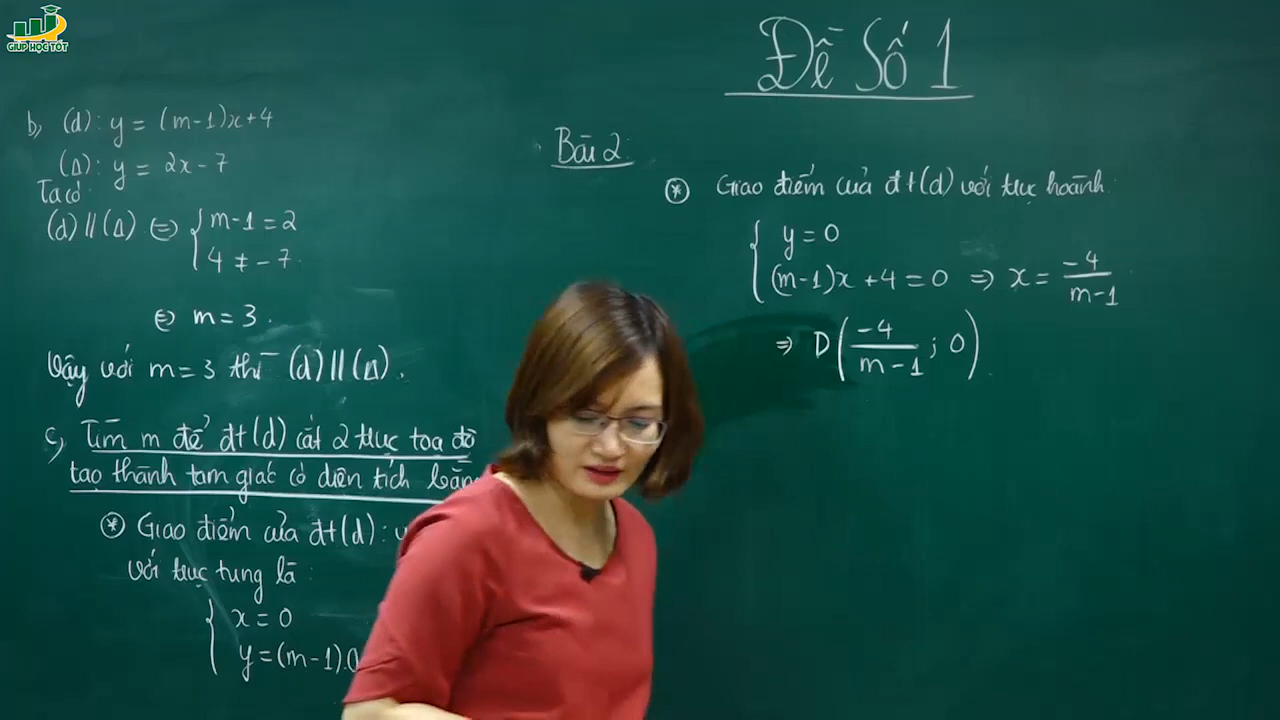 GIÚP HỌC TỐT
Đề Số 1
b, (d): y = (m-1)x+4
(Δ): y = 2x - 7
Ta có:
(d) // (Δ) ⇔ { m-1 = 2
4 ≠ -7
⇔ m = 3.
Vậy với m = 3 thì (d) // (Δ).
c, Tìm m để đt(d) cắt 2 trục toạ độ
tạo thành tam giác có diện tích bằn
⊛ Giao điểm của đt(d):
với trục tung là:
{ x = 0
y = (m-1).0
Bài 2:
⊛ Giao điểm của đt(d) với trục hoành:
{ y = 0
(m-1)x + 4 = 0 ⇒ x = -4/(m-1)
⇒ D(-4/(m-1); 0).